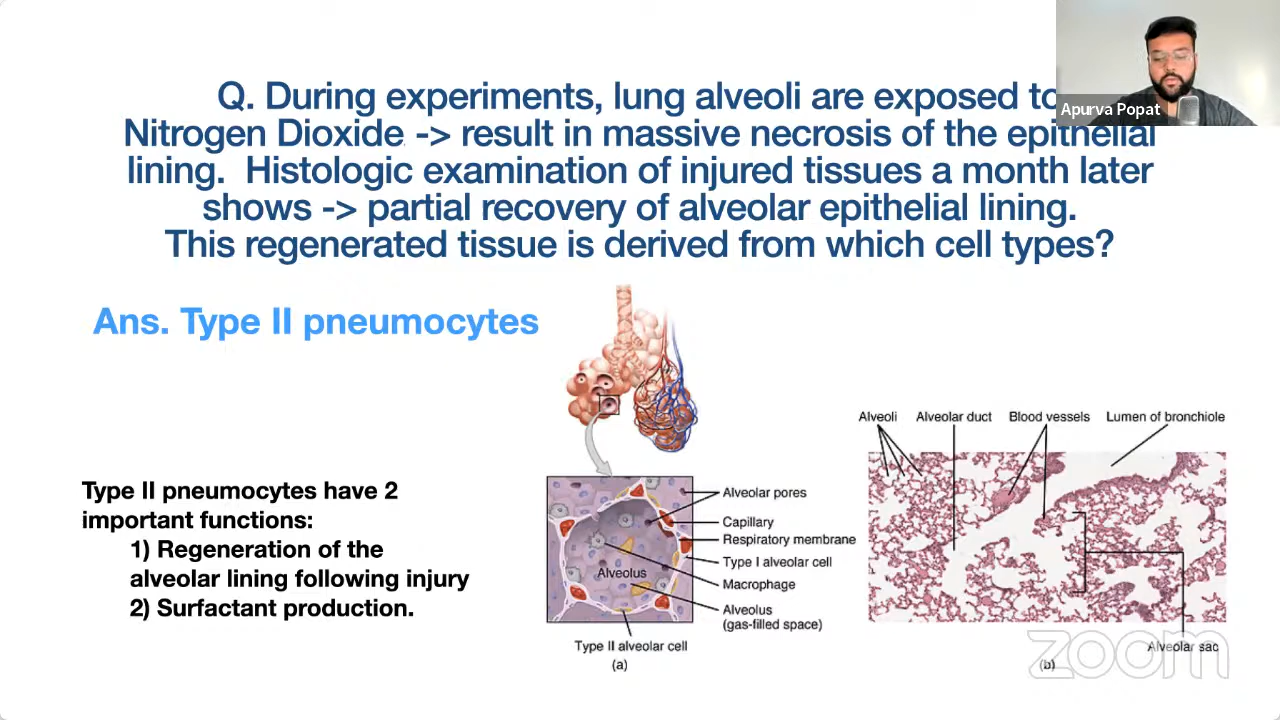 Q. During experiments, lung alveoli are exposed to
Nitrogen Dioxide -> result in massive necrosis of the epithelial
lining. Histologic examination of injured tissues a month later
shows -> partial recovery of alveolar epithelial lining.
This regenerated tissue is derived from which cell types?
Apurva Popat
Ans. Type II pneumocytes
Type II pneumocytes have 2
important functions:
1) Regeneration of the
alveolar lining following injury
2) Surfactant production.
Alveolar pores
Capillary
Respiratory membrane
Type I alveolar cell
Macrophage
Alveolus
Alveolus
(gas-filled space)
Type II alveolar cell
(a)
Alveoli
Alveolar duct
Blood vessels
Lumen of bronchiole
Alveolar sac
(b)
zoom